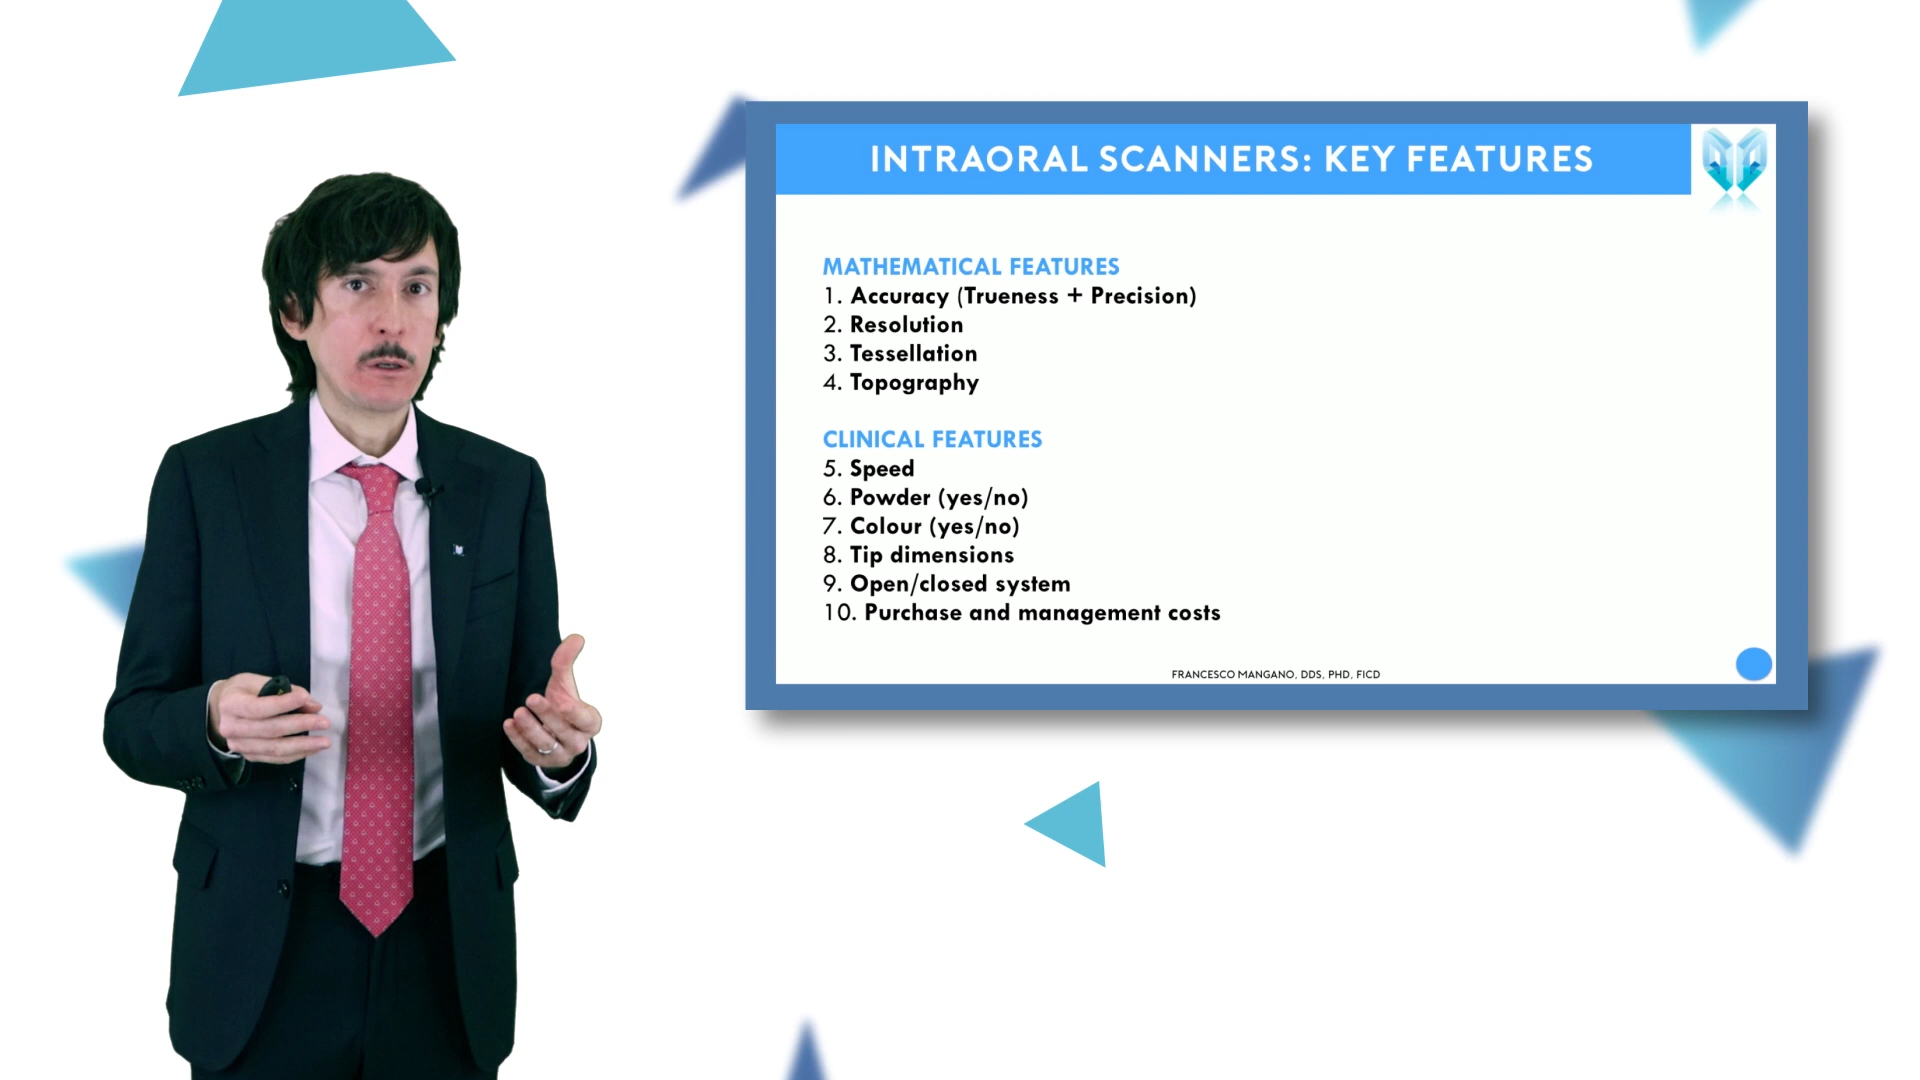 INTRAORAL SCANNERS: KEY FEATURES
MATHEMATICAL FEATURES
1. Accuracy (Trueness + Precision)
2. Resolution
3. Tessellation
4. Topography
CLINICAL FEATURES
5. Speed
6. Powder (yes/no)
7. Colour (yes/no)
8. Tip dimensions
9. Open/closed system
10. Purchase and management costs
FRANCESCO MANGANO, DDS, PHD, FICD